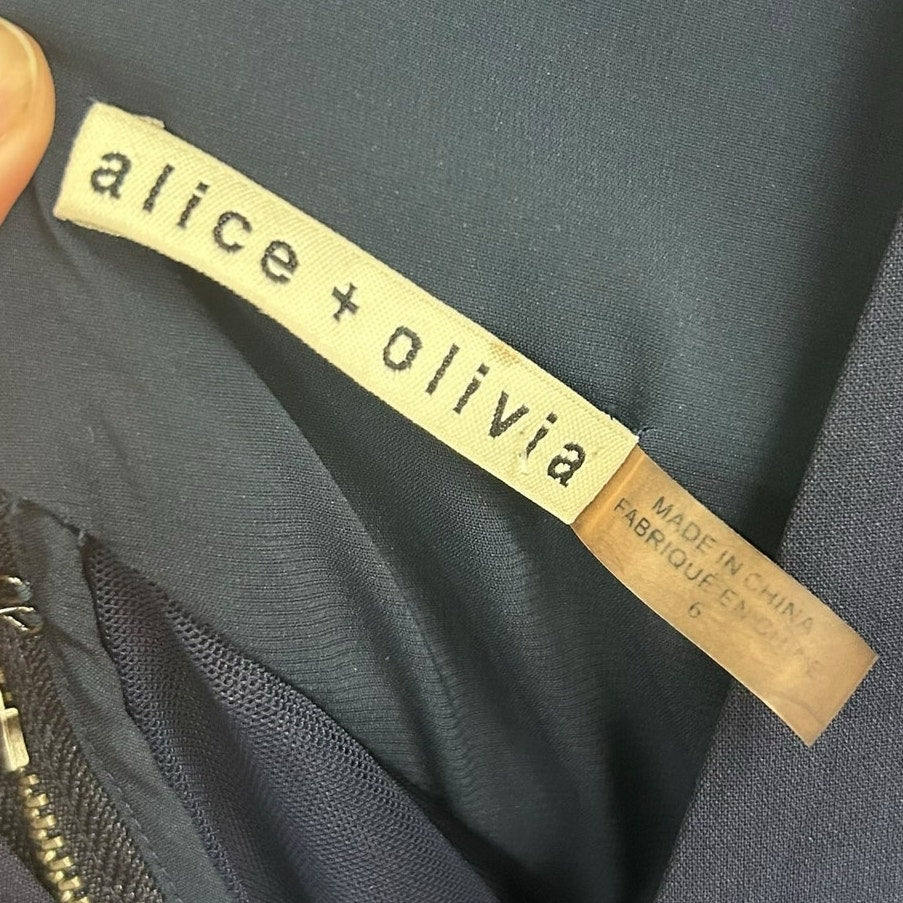 alice + olivia
MADE IN CHINA
FABRIQUÉ EN CHINE
6